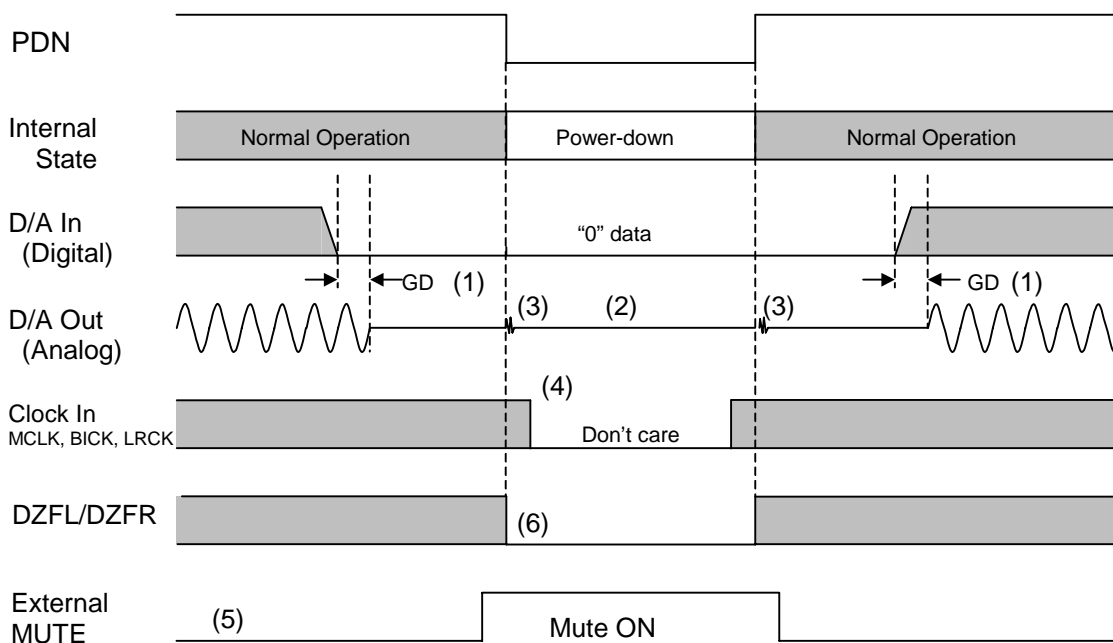 PDN
Internal
State
Normal Operation
Power-down
Normal Operation
D/A In
(Digital)
“0” data
GD (1)
GD (1)
D/A Out
(Analog)
(3)
(2)
(3)
Clock In
MCLK, BICK, LRCK
(4)
Don’t care
DZFL/DZFR
(6)
External
MUTE
(5)
Mute ON